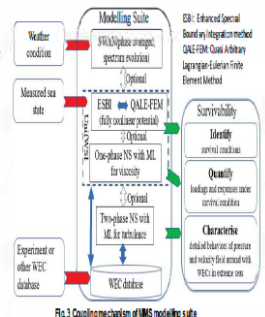 Modelling Suite
Weather
condition
SWAN(phase averaged,
spectrum evolution)
Optional
ESBI: Enhanced Spectral
Boundary Integration method
QALE-FEM: Quasi Arbitrary
Lagrangian-Eulerian Finite
Element Method
Measured sea
state
ESBI QALE-FEM
(fully nonlinear potential)
Optional
One-phase NS with ML
for viscosity
Optional
Two-phase NS with
ML for turbulence
Experiment or
other WEC
database
WEC database
Survivability
Identify
survival conditions
Quantify
loadings and responses under
survival condition
Characterise
detailed behaviors of pressure
and velocity field around with
WECs in extreme seas
Fig. 3 Coupling mechanism of MMS modelling suite